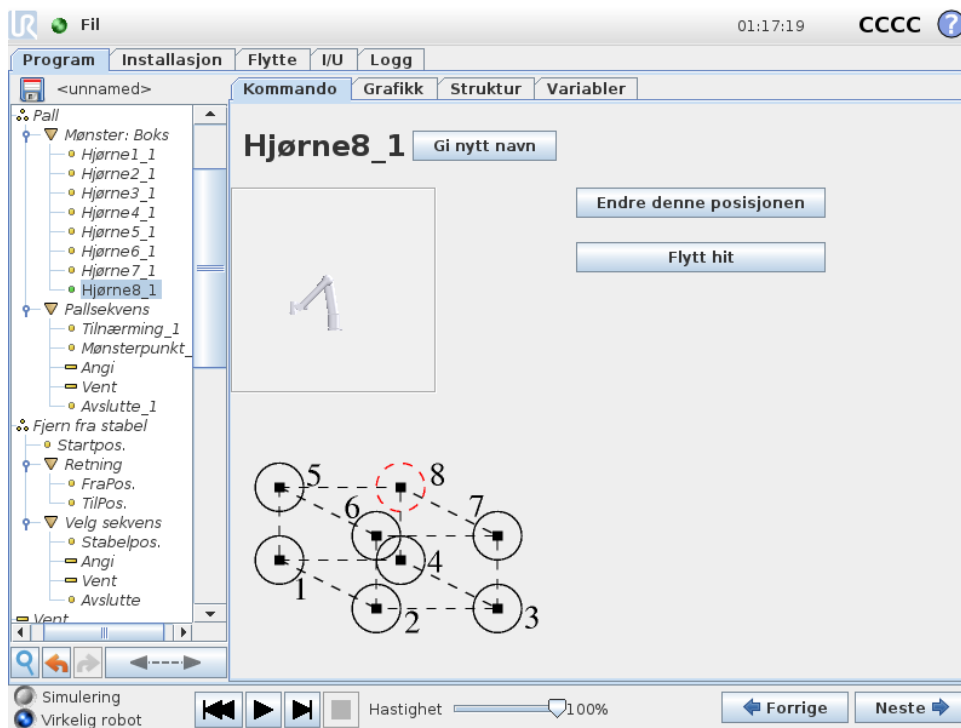 UR Fil 01:17:19 CCCC ?
Program Installasjon Flytte I/U Logg
<unnamed> Kommando Grafikk Struktur Variabler
Pall
Mønster: Boks
Hjørne1_1
Hjørne2_1
Hjørne3_1
Hjørne4_1
Hjørne5_1
Hjørne6_1
Hjørne7_1
Hjørne8_1
Pallsekvens
Tilnærming_1
Mønsterpunkt_
Angi
Vent
Avslutte_1
Fjern fra stabel
Startpos.
Retning
FraPos.
TilPos.
Velg sekvens
Stabelpos.
Angi
Vent
Avslutte
Vent
Hjørne8_1 Gi nytt navn
Endre denne posisjonen
Flytt hit
5 8
6 7
1 4
2 3
Simulering
Virkelig robot
Hastighet 100%
Forrige Neste